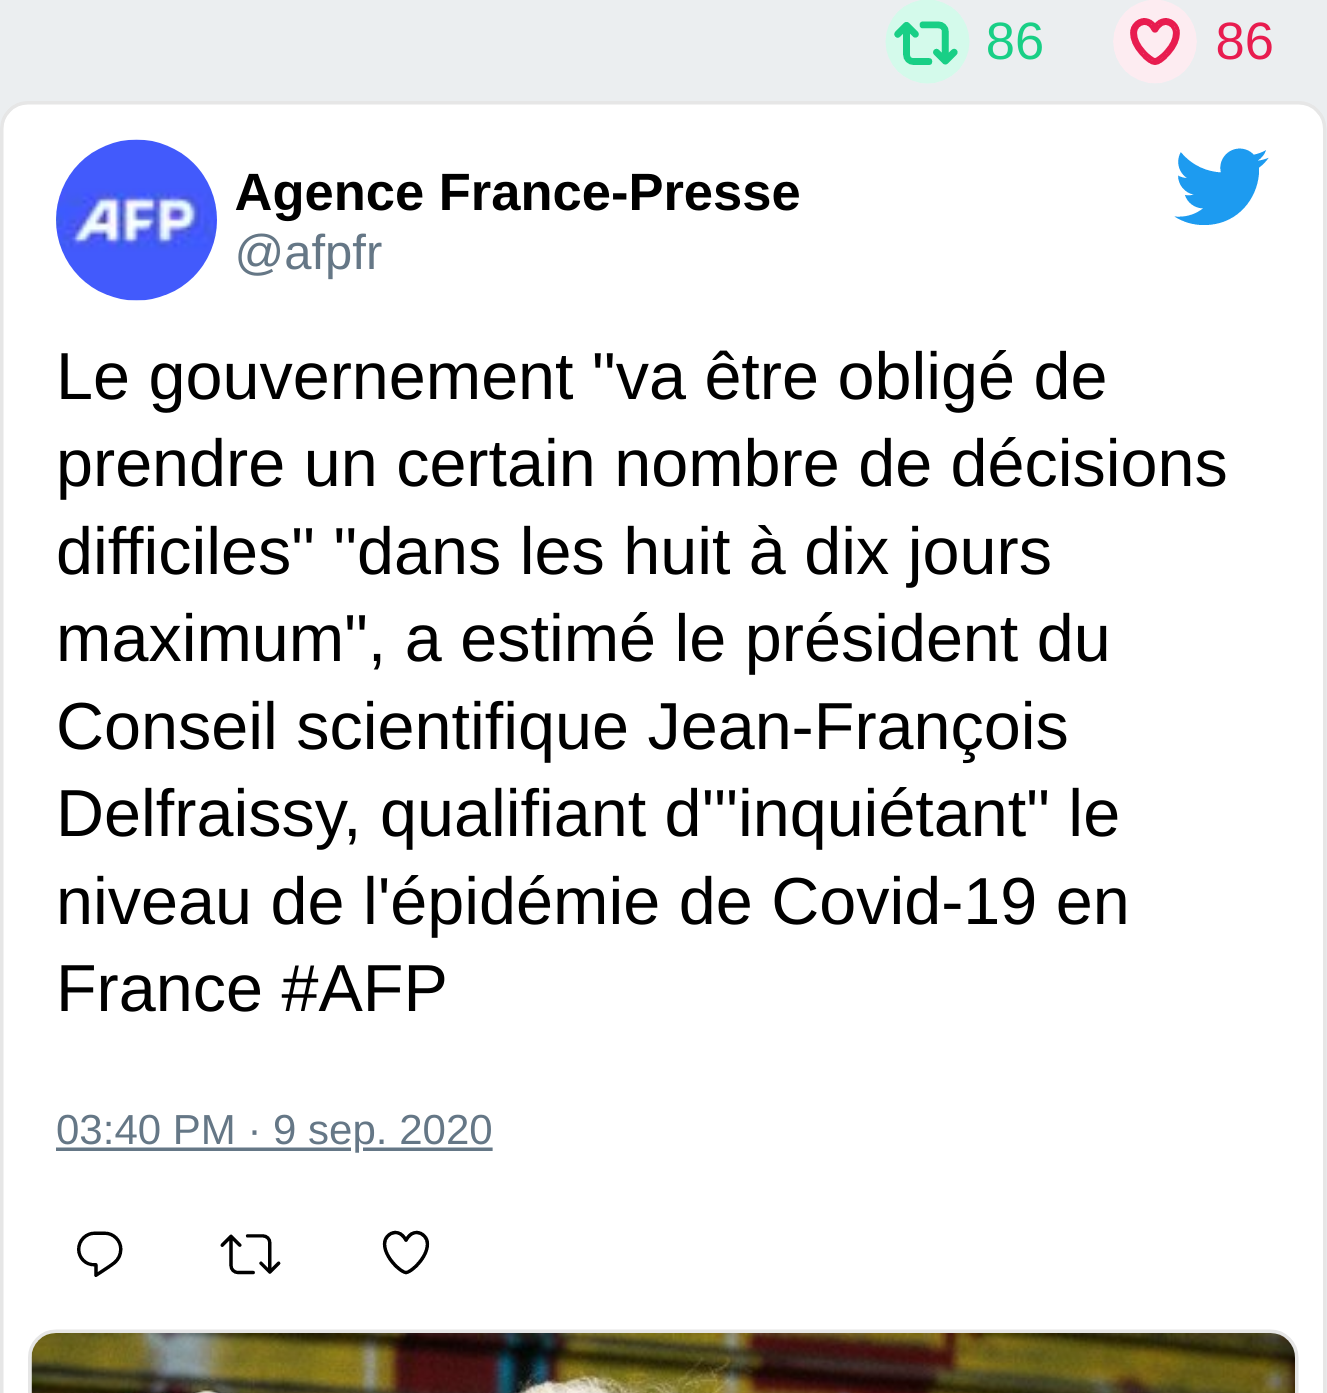 86 86
AFP
Agence France-Presse
@afpfr
Le gouvernement "va être obligé de
prendre un certain nombre de décisions
difficiles" "dans les huit à dix jours
maximum", a estimé le président du
Conseil scientifique Jean-François
Delfraissy, qualifiant d'"inquiétant" le
niveau de l'épidémie de Covid-19 en
France #AFP
03:40 PM · 9 sep. 2020